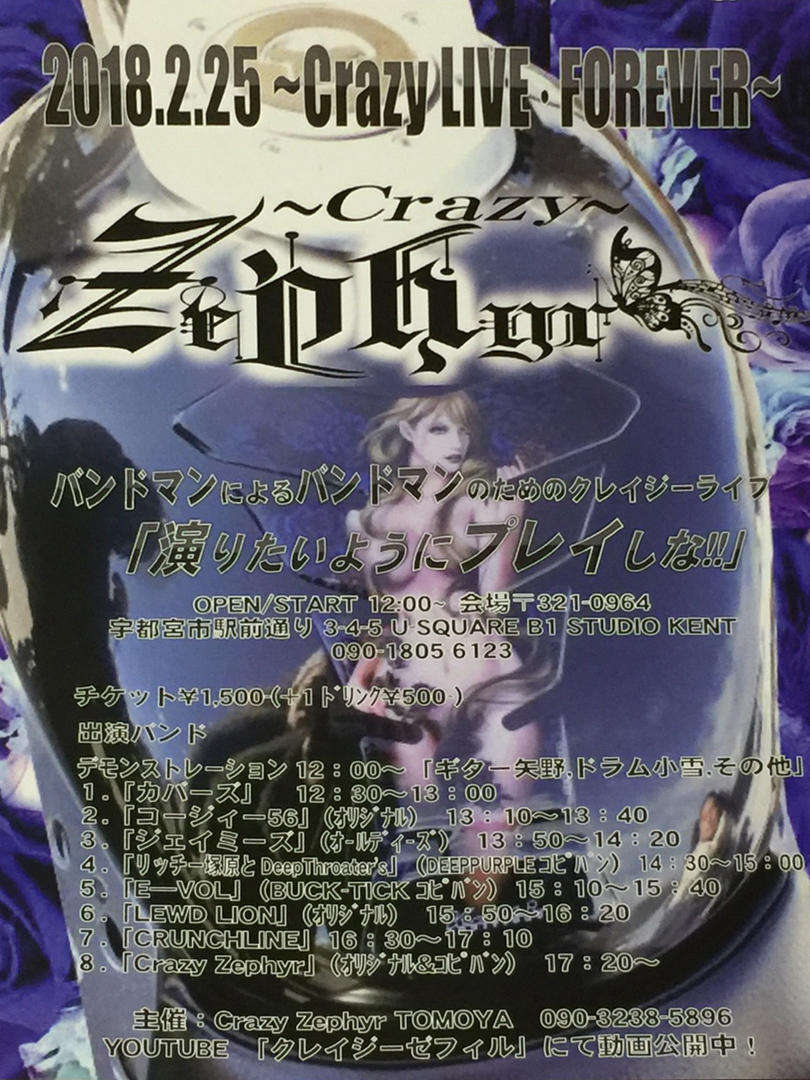 2018.2.25 ~Crazy LIVE・FOREVER~
~Crazy~
Zephyr
バンドマンによるバンドマンのためのクレイジーライフ
「演りたいようにプレイしな!!」
OPEN/START 12:00~ 会場〒321-0964
宇都宮市駅前通り 3-4-5 U-SQUARE B1 STUDIO KENT
090-1805 6123
チケット¥1,500-(+1ドリンク¥500-)
出演バンド
デモンストレーション 12：00～「ギター矢野.ドラム小雪.その他」
1．「カバーズ」 12：30～13：00
2．「コージィー56」（オリジナル） 13：10～13：40
3．「ジェイミーズ」（オールディーズ） 13：50～14：20
4．「リッチー塚原とDeepThroater's」（DEEPPURPLEコピバン） 14：30～15：00
5．「E―VOL」（BUCK-TICKコピバン） 15：10～15：40
6．「LEWD LION」（オリジナル） 15：50～16：20
7．「CRUNCHLINE」16：30～17：10
8．「Crazy Zephyr」（オリジナル&コピバン） 17：20～
主催：Crazy Zephyr TOMOYA 090-3238-5896
YOUTUBE 「クレイジーゼフィル」にて動画公開中！